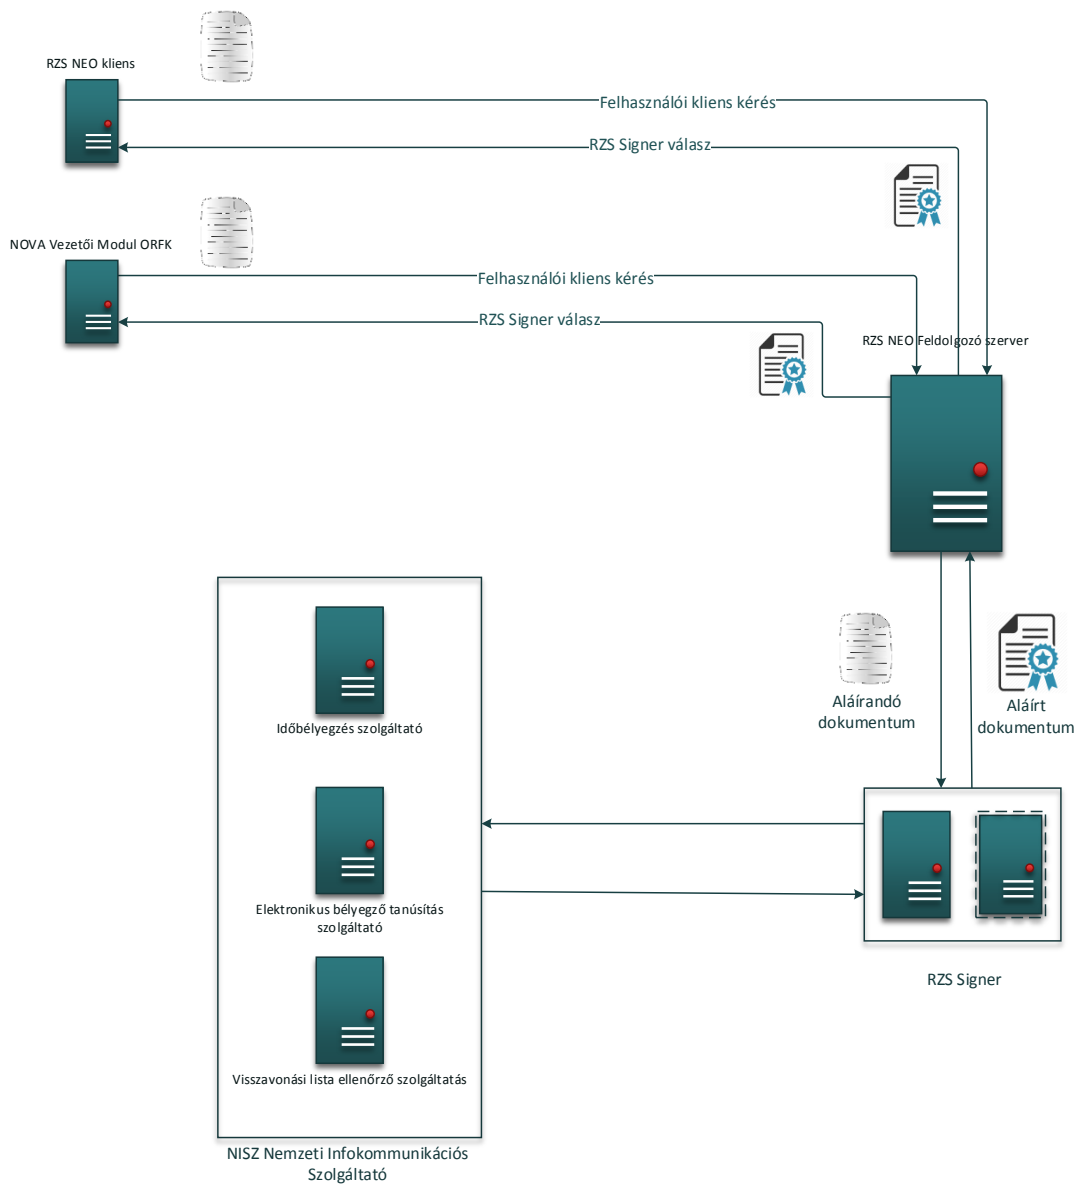 RZS NEO kliens
Felhasználói kliens kérés
RZS Signer válasz
NOVA Vezetői Modul ORFK
Felhasználói kliens kérés
RZS Signer válasz
RZS NEO Feldolgozó szerver
Aláírandó
dokumentum
Aláírt
dokumentum
Időbélyegzés szolgáltató
Elektronikus bélyegző tanúsítás
szolgáltató
RZS Signer
Visszavonási lista ellenőrző szolgáltatás
NISZ Nemzeti Infokommunikációs
Szolgáltató